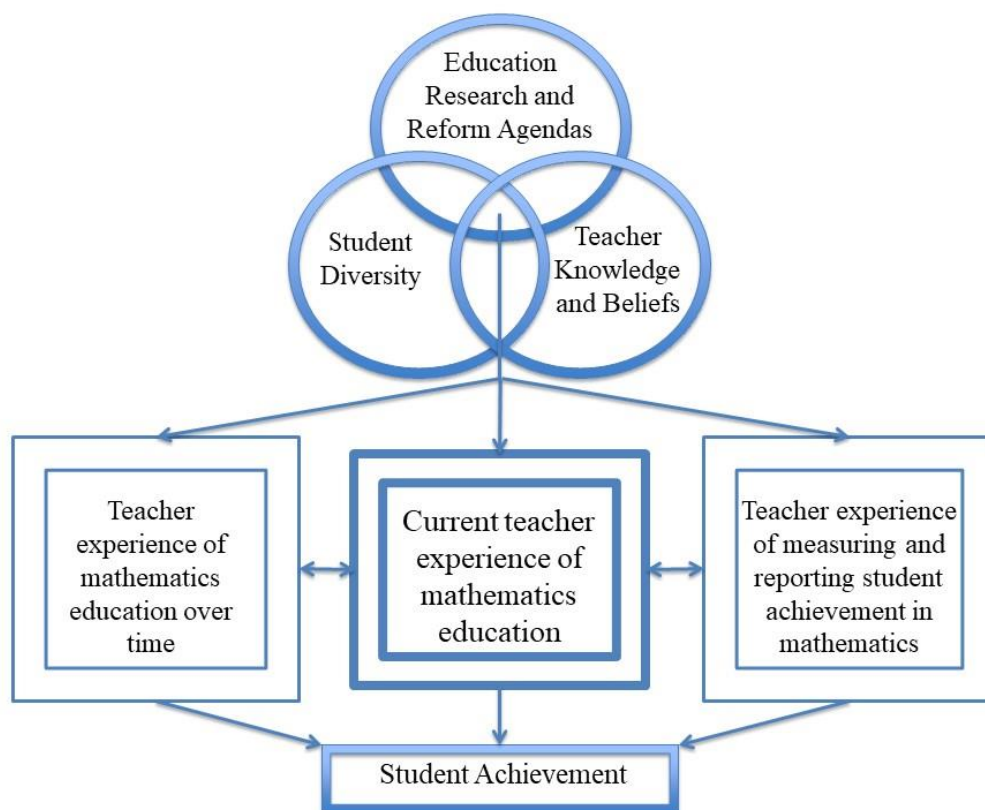 Education
Research and
Reform Agendas
Student
Diversity
Teacher
Knowledge
and Beliefs
Teacher
experience of
mathematics
education over
time
Current teacher
experience of
mathematics
education
Teacher experience
of measuring and
reporting student
achievement in
mathematics
Student Achievement